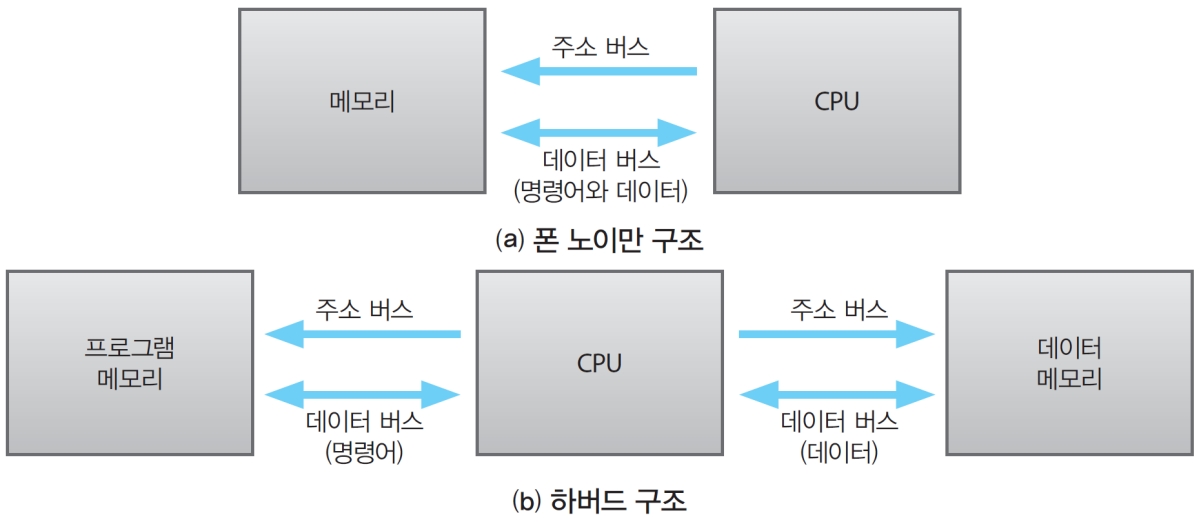 메모리
주소 버스
CPU
데이터 버스
(명령어와 데이터)
(a) 폰 노이만 구조
프로그램
메모리
주소 버스
데이터 버스
(명령어)
CPU
주소 버스
데이터 버스
(데이터)
데이터
메모리
(b) 하버드 구조